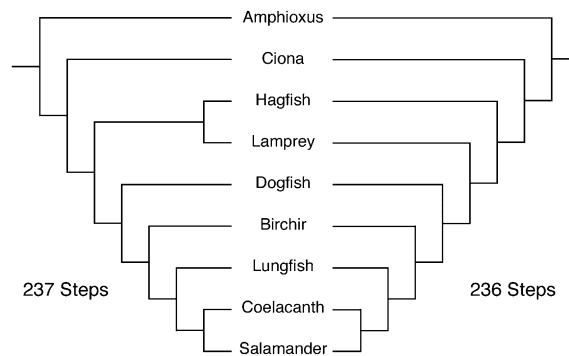 Amphioxus
Ciona
Hagfish
Lamprey
Dogfish
Birchir
Lungfish
Coelacanth
Salamander
237 Steps
236 Steps